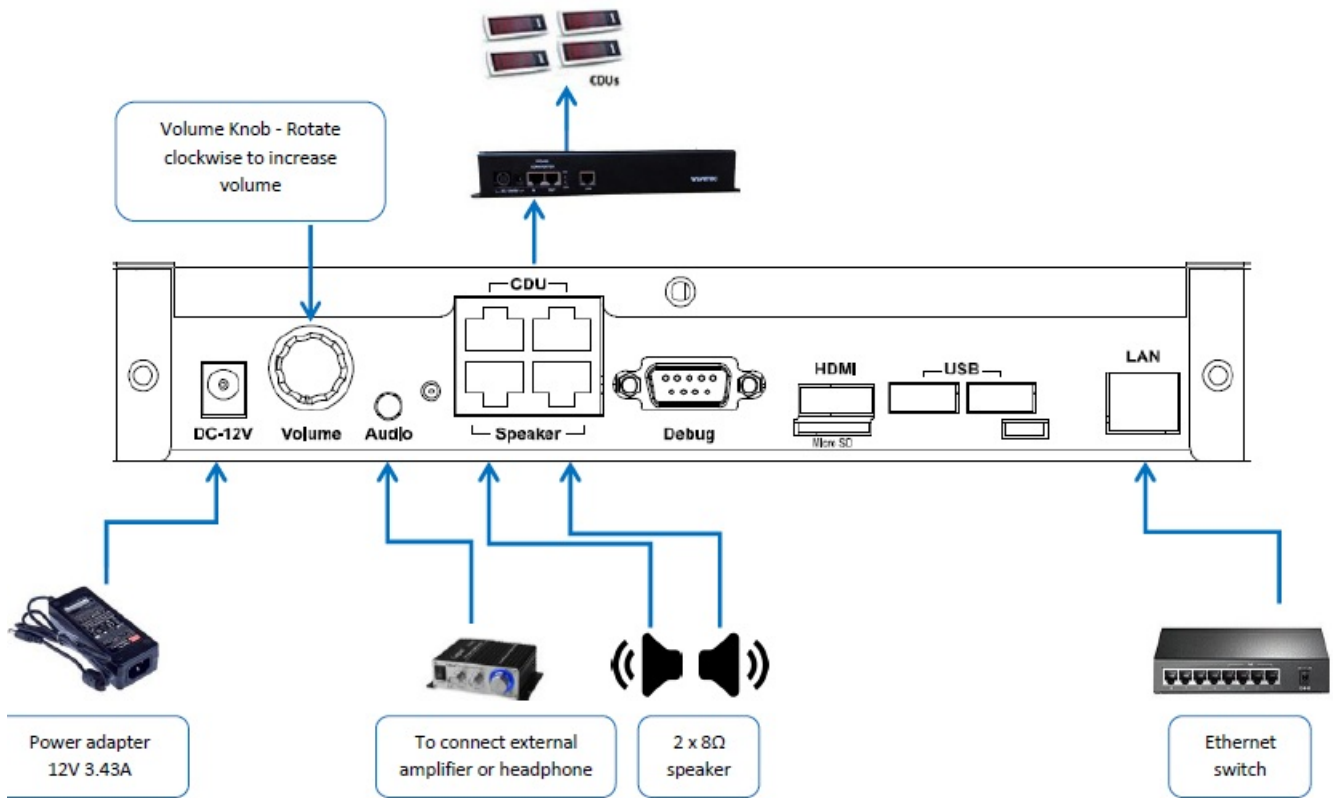 CDUs
Volume Knob - Rotate
clockwise to increase
volume
CDU
HDMI
USB
LAN
DC-12V
Volume
Audio
Speaker
Debug
Micro SD
Power adapter
12V 3.43A
To connect external
amplifier or headphone
2 x 8Ω
speaker
Ethernet
switch